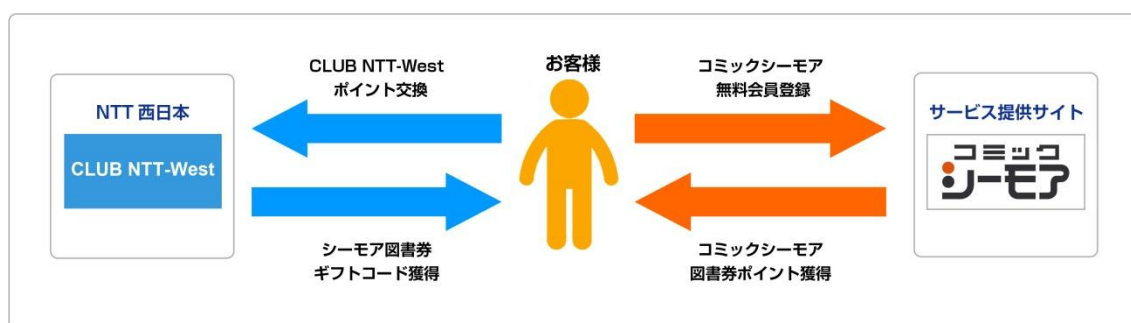 NTT 西日本
CLUB NTT-West
CLUB NTT-West
ポイント交換
シーモア図書券
ギフトコード獲得
お客様
コミックシーモア
無料会員登録
コミックシーモア
図書券ポイント獲得
サービス提供サイト
コミック
シーモア